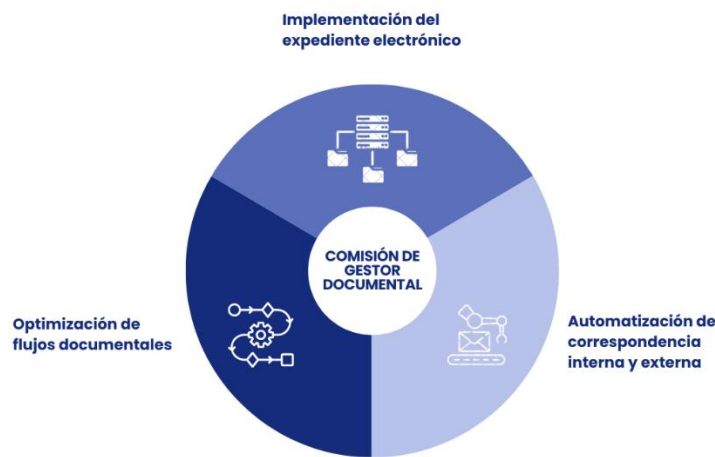 Implementación del
expediente electrónico
COMISIÓN DE
GESTOR
DOCUMENTAL
Optimización de
flujos documentales
Automatización de
correspondencia
interna y externa